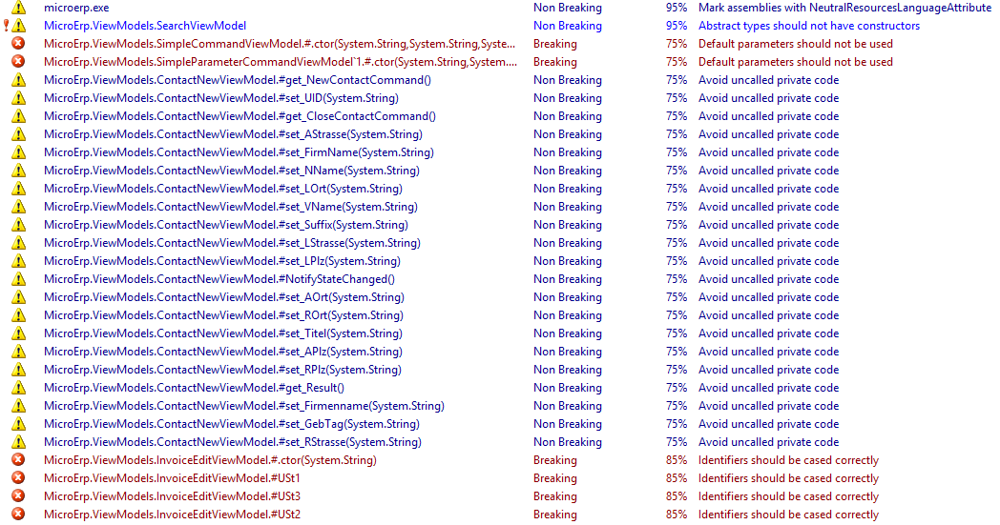 microerp.exe Non Breaking 95% Mark assemblies with NeutralResourcesLanguageAttribute
MicroErp.ViewModels.SearchViewModel Non Breaking 95% Abstract types should not have constructors
MicroErp.ViewModels.SimpleCommandViewModel.#.ctor(System.String,System.String,Syste... Breaking 75% Default parameters should not be used
MicroErp.ViewModels.SimpleParameterCommandViewModel`1.#.ctor(System.String,System.... Breaking 75% Default parameters should not be used
MicroErp.ViewModels.ContactNewViewModel.#get_NewContactCommand() Non Breaking 75% Avoid uncalled private code
MicroErp.ViewModels.ContactNewViewModel.#set_UID(System.String) Non Breaking 75% Avoid uncalled private code
MicroErp.ViewModels.ContactNewViewModel.#get_CloseContactCommand() Non Breaking 75% Avoid uncalled private code
MicroErp.ViewModels.ContactNewViewModel.#set_AStrasse(System.String) Non Breaking 75% Avoid uncalled private code
MicroErp.ViewModels.ContactNewViewModel.#set_FirmName(System.String) Non Breaking 75% Avoid uncalled private code
MicroErp.ViewModels.ContactNewViewModel.#set_NName(System.String) Non Breaking 75% Avoid uncalled private code
MicroErp.ViewModels.ContactNewViewModel.#set_LOrt(System.String) Non Breaking 75% Avoid uncalled private code
MicroErp.ViewModels.ContactNewViewModel.#set_VName(System.String) Non Breaking 75% Avoid uncalled private code
MicroErp.ViewModels.ContactNewViewModel.#set_Suffix(System.String) Non Breaking 75% Avoid uncalled private code
MicroErp.ViewModels.ContactNewViewModel.#set_LStrasse(System.String) Non Breaking 75% Avoid uncalled private code
MicroErp.ViewModels.ContactNewViewModel.#set_LPlz(System.String) Non Breaking 75% Avoid uncalled private code
MicroErp.ViewModels.ContactNewViewModel.#NotifyStateChanged() Non Breaking 75% Avoid uncalled private code
MicroErp.ViewModels.ContactNewViewModel.#set_AOrt(System.String) Non Breaking 75% Avoid uncalled private code
MicroErp.ViewModels.ContactNewViewModel.#set_ROrt(System.String) Non Breaking 75% Avoid uncalled private code
MicroErp.ViewModels.ContactNewViewModel.#set_Titel(System.String) Non Breaking 75% Avoid uncalled private code
MicroErp.ViewModels.ContactNewViewModel.#set_APlz(System.String) Non Breaking 75% Avoid uncalled private code
MicroErp.ViewModels.ContactNewViewModel.#set_RPlz(System.String) Non Breaking 75% Avoid uncalled private code
MicroErp.ViewModels.ContactNewViewModel.#get_Result() Non Breaking 75% Avoid uncalled private code
MicroErp.ViewModels.ContactNewViewModel.#set_Firmenname(System.String) Non Breaking 75% Avoid uncalled private code
MicroErp.ViewModels.ContactNewViewModel.#set_GebTag(System.String) Non Breaking 75% Avoid uncalled private code
MicroErp.ViewModels.ContactNewViewModel.#set_RStrasse(System.String) Non Breaking 75% Avoid uncalled private code
MicroErp.ViewModels.InvoiceEditViewModel.#.ctor(System.String) Breaking 85% Identifiers should be cased correctly
MicroErp.ViewModels.InvoiceEditViewModel.#USt1 Breaking 85% Identifiers should be cased correctly
MicroErp.ViewModels.InvoiceEditViewModel.#USt3 Breaking 85% Identifiers should be cased correctly
MicroErp.ViewModels.InvoiceEditViewModel.#USt2 Breaking 85% Identifiers should be cased correctly